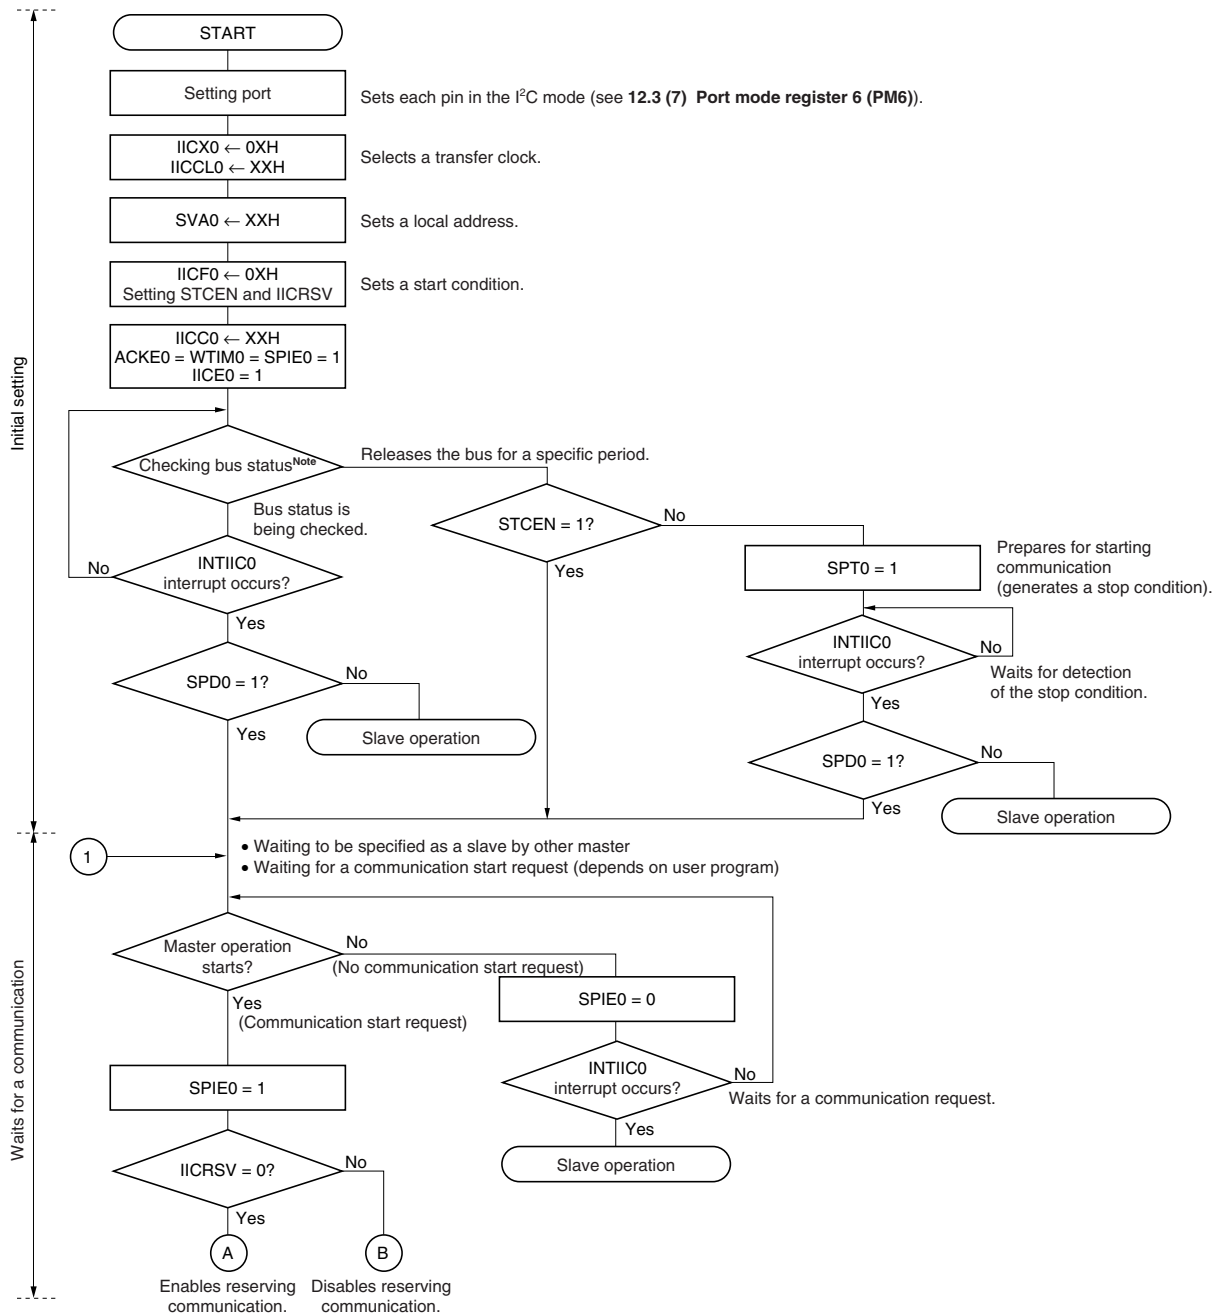 START
Setting port
Sets each pin in the I²C mode (see 12.3 (7) Port mode register 6 (PM6)).
IICX0 ← 0XH
IICCL0 ← XXH
Selects a transfer clock.
SVA0 ← XXH
Sets a local address.
IICF0 ← 0XH
Setting STCEN and IICRSV
Sets a start condition.
IICC0 ← XXH
ACKE0 = WTIM0 = SPIE0 = 1
IICE0 = 1
Initial setting
Checking bus statusNote
Releases the bus for a specific period.
Bus status is
being checked.
STCEN = 1?
No
Yes
INTIIC0
interrupt occurs?
No
Yes
SPT0 = 1
Prepares for starting
communication
(generates a stop condition).
INTIIC0
interrupt occurs?
No
Waits for detection
of the stop condition.
Yes
SPD0 = 1?
No
Yes
Slave operation
SPD0 = 1?
No
Yes
Slave operation
1
• Waiting to be specified as a slave by other master
• Waiting for a communication start request (depends on user program)
Waits for a communication
Master operation
starts?
No
(No communication start request)
Yes
(Communication start request)
SPIE0 = 0
INTIIC0
interrupt occurs?
No
Waits for a communication request.
Yes
Slave operation
SPIE0 = 1
IICRSV = 0?
No
Yes
A
B
Enables reserving
communication.
Disables reserving
communication.